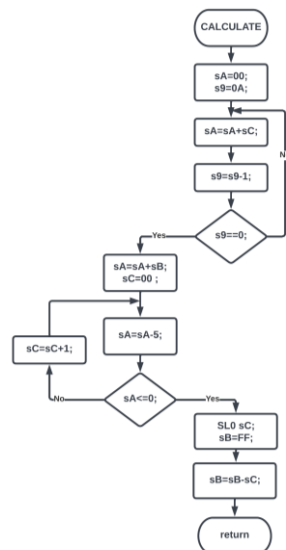 CALCULATE
sA=00;
s9=0A;
sA=sA+sC;
N
s9=s9-1;
s9==0;
Yes
sA=sA+sB;
sC=00 ;
sA=sA-5;
sC=sC+1;
sA<=0;
No
Yes
SL0 sC;
sB=FF;
sB=sB-sC;
return